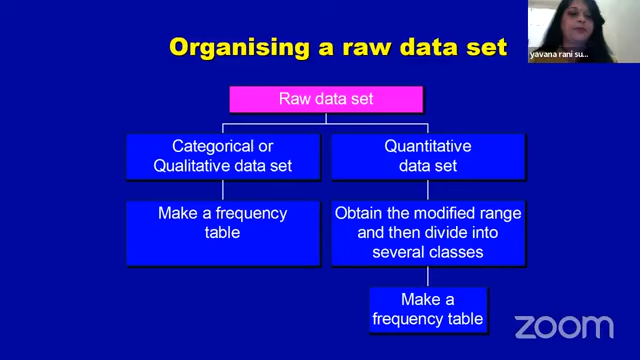 Organising a raw data set
yavana rani su...
Raw data set
Categorical or
Qualitative data set
Quantitative
data set
Make a frequency
table
Obtain the modified range
and then divide into
several classes
Make a
frequency table
ZOOM